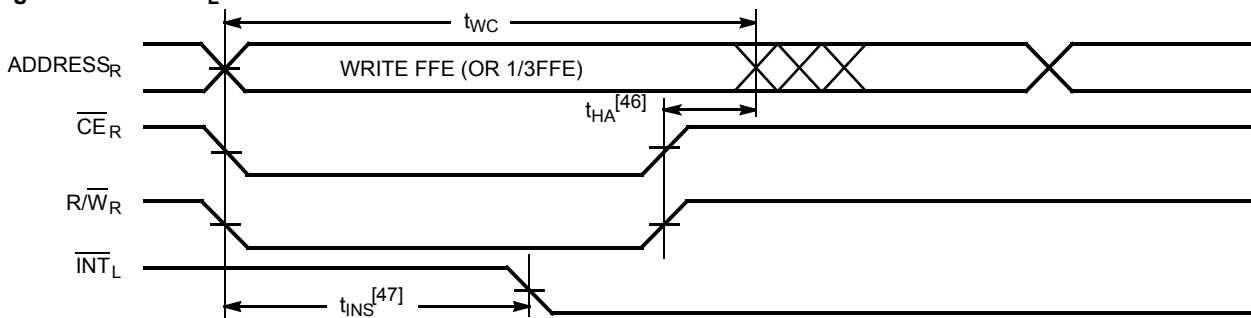 tWC
ADDRESSR
WRITE FFE (OR 1/3FFE)
tHA[46]
CER
R/WR
INTL
tINS[47]